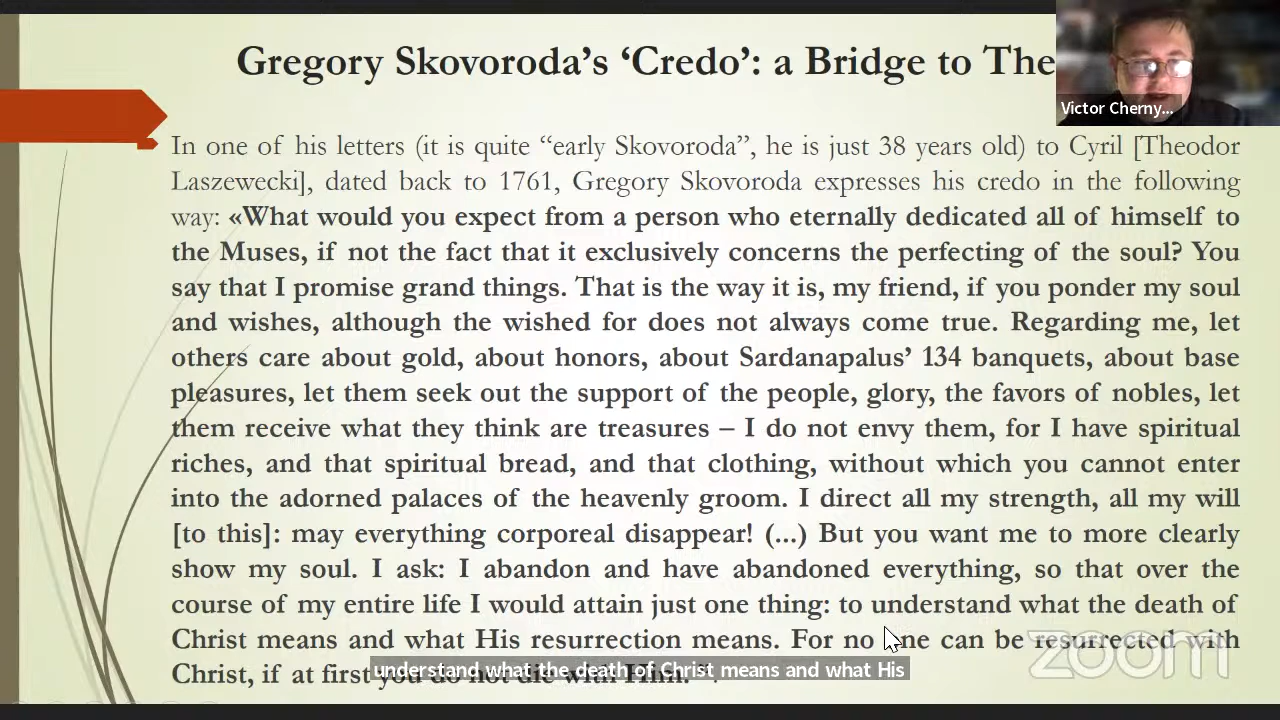 Gregory Skovoroda's ‘Credo’: a Bridge to The
Victor Cherny...
In one of his letters (it is quite “early Skovoroda”, he is just 38 years old) to Cyril [Theodor
Laszewecki], dated back to 1761, Gregory Skovoroda expresses his credo in the following
way: «What would you expect from a person who eternally dedicated all of himself to
the Muses, if not the fact that it exclusively concerns the perfecting of the soul? You
say that I promise grand things. That is the way it is, my friend, if you ponder my soul
and wishes, although the wished for does not always come true. Regarding me, let
others care about gold, about honors, about Sardanapalus’ 134 banquets, about base
pleasures, let them seek out the support of the people, glory, the favors of nobles, let
them receive what they think are treasures – I do not envy them, for I have spiritual
riches, and that spiritual bread, and that clothing, without which you cannot enter
into the adorned palaces of the heavenly groom. I direct all my strength, all my will
[to this]: may everything corporeal disappear! (...) But you want me to more clearly
show my soul. I ask: I abandon and have abandoned everything, so that over the
course of my entire life I would attain just one thing: to understand what the death of
Christ means and what His resurrection means. For no one can be resurrected with
Christ, if at first you do not die with Him.
understand what the death of Christ means and what His
zoom